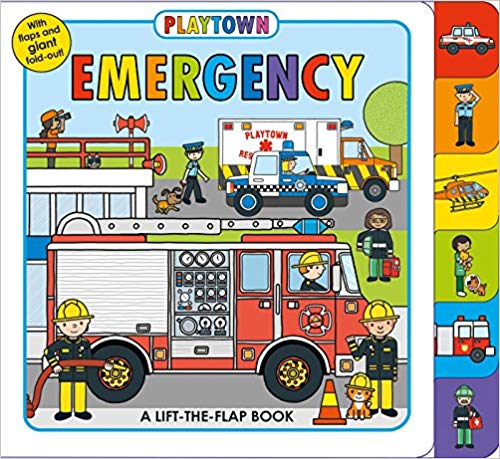 With
flaps and
giant
fold-out!
PLAYTOWN
EMERGENCY
PLAYTOWN
A LIFT-THE-FLAP BOOK